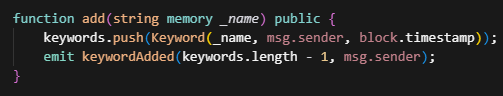 function add(string memory _name) public {
    keywords.push(Keyword(_name, msg.sender, block.timestamp));
    emit keywordAdded(keywords.length - 1, msg.sender);
}